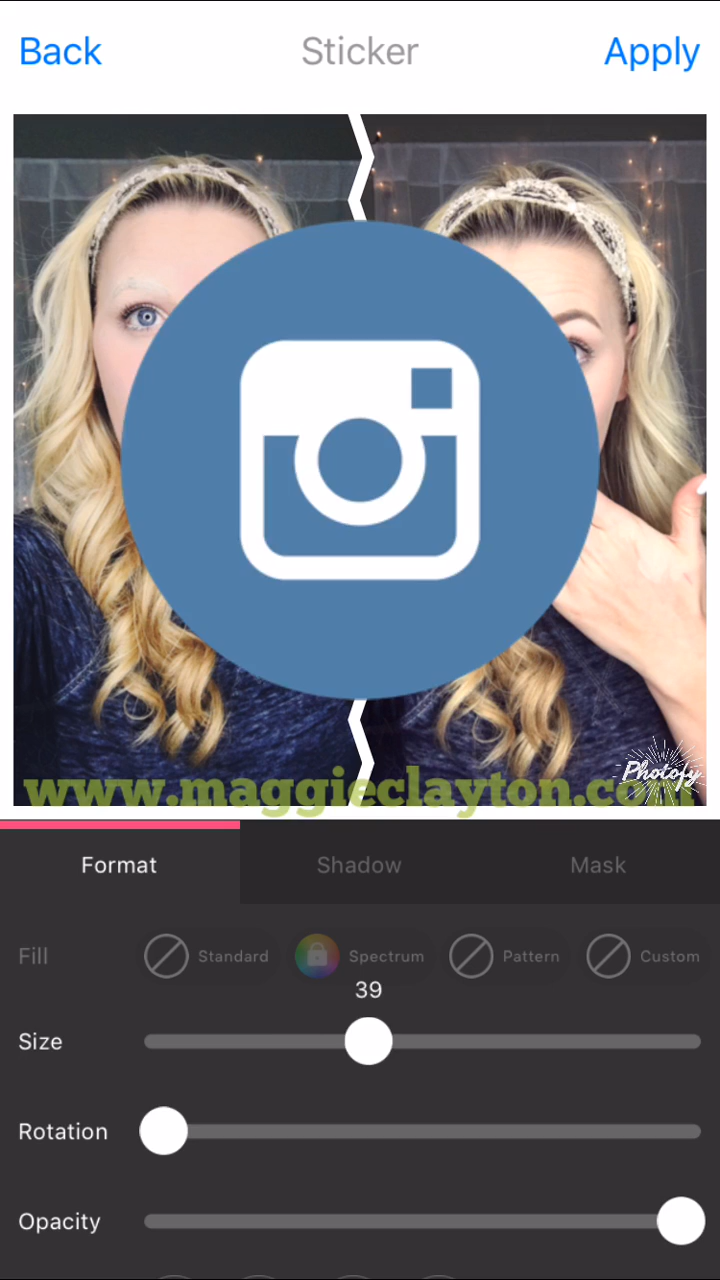 Back Sticker Apply
Photofy
www.maggieclayton.com
Format Shadow Mask
Fill Standard Spectrum Pattern Custom
39
Size
Rotation
Opacity